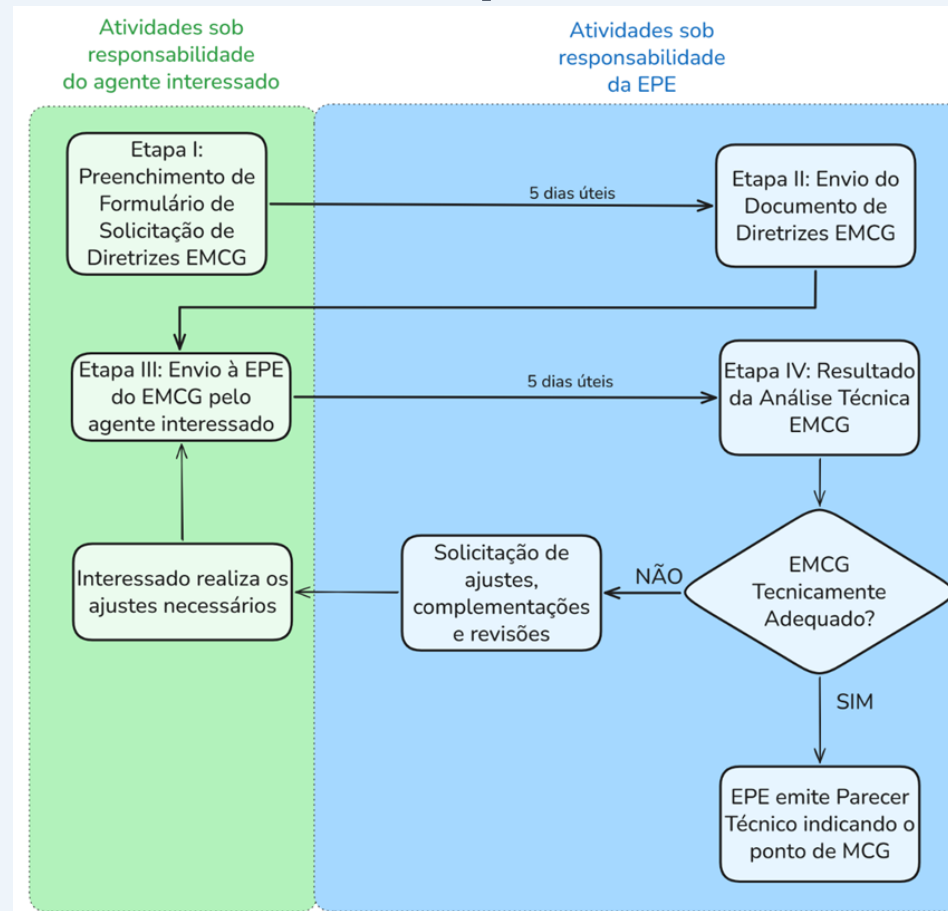 Atividades sob
responsabilidade
do agente interessado
Atividades sob
responsabilidade
da EPE
Etapa I:
Preenchimento de
Formulário de
Solicitação de
Diretrizes EMCG
5 dias úteis
Etapa II: Envio do
Documento de
Diretrizes EMCG
Etapa III: Envio à EPE
do EMCG pelo
agente interessado
5 dias úteis
Etapa IV: Resultado
da Análise Técnica
EMCG
EMCG
Tecnicamente
Adequado?
NÃO
Solicitação de
ajustes,
complementações
e revisões
Interessado realiza os
ajustes necessários
SIM
EPE emite Parecer
Técnico indicando o
ponto de MCG